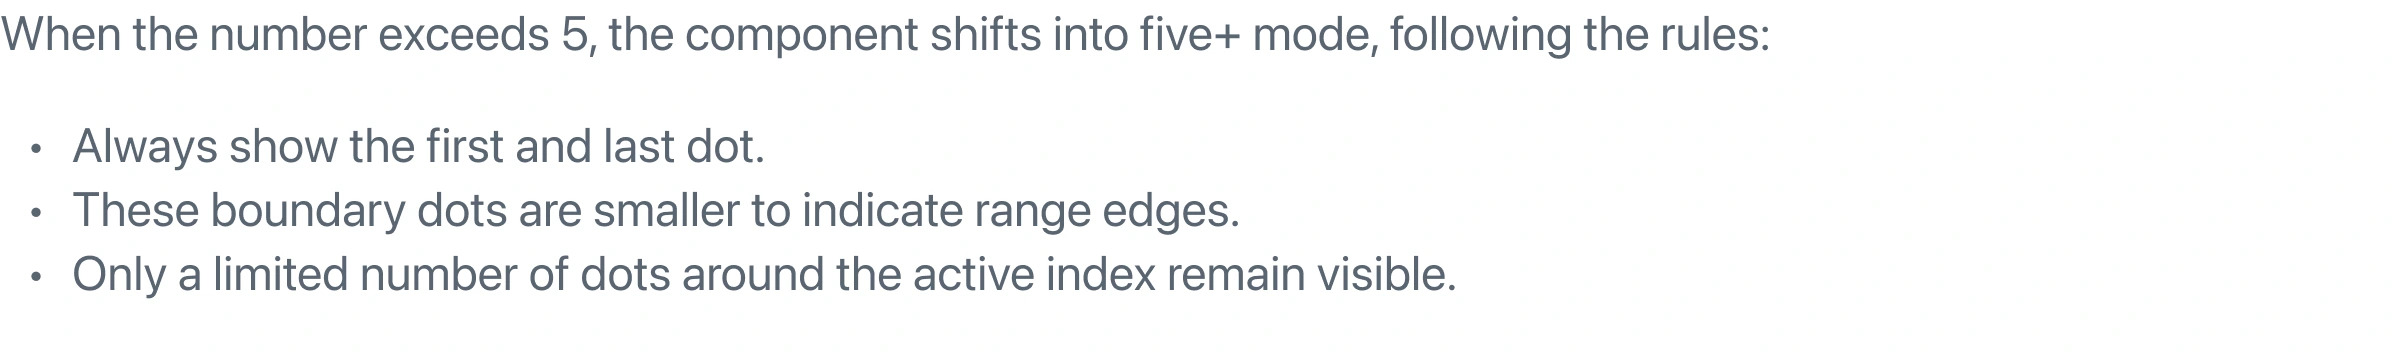 When the number exceeds 5, the component shifts into five+ mode, following the rules:
• Always show the first and last dot.
• These boundary dots are smaller to indicate range edges.
• Only a limited number of dots around the active index remain visible.